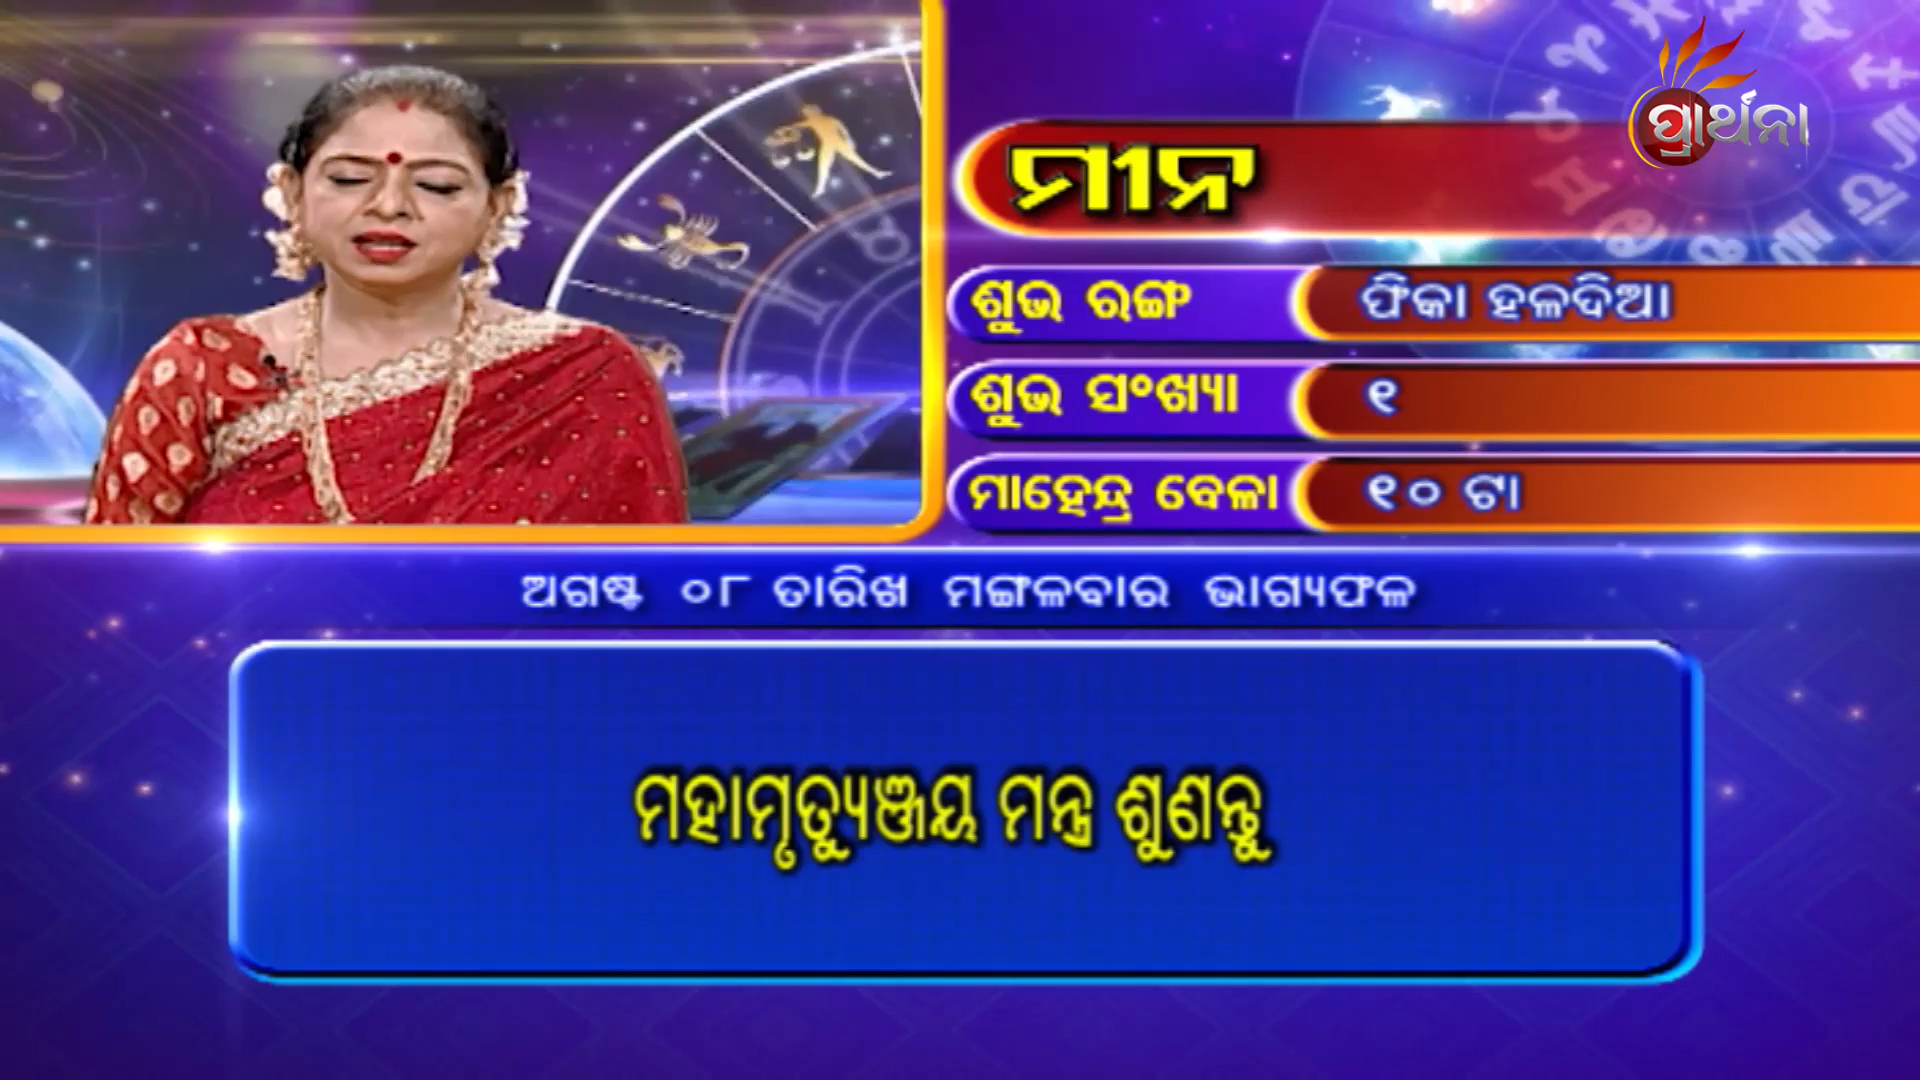 ପ୍ରାର୍ଥନା
ମୀନ
ଶୁଭ ରଙ୍ଗ ଫିକା ହଳଦିଆ
ଶୁଭ ସଂଖ୍ୟା ୧
ମାହେନ୍ଦ୍ର ବେଳା ୧୦ ଟା
ଅଗଷ୍ଟ ୦୮ ତାରିଖ ମଙ୍ଗଳବାର ଭାଗ୍ୟଫଳ
ମହାମୃତ୍ୟୁଞ୍ଜୟ ମନ୍ତ୍ର ଶୁଣନ୍ତୁ